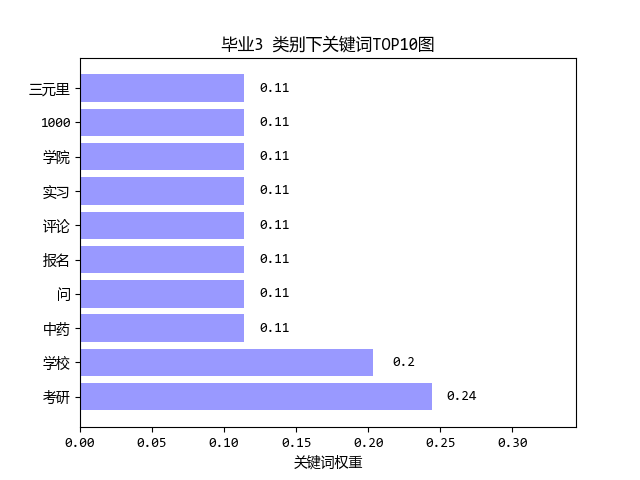 毕业3 类别下关键词TOP10图
三元里 0.11
1000 0.11
学院 0.11
实习 0.11
评论 0.11
报名 0.11
问 0.11
中药 0.11
学校 0.2
考研 0.24
0.00 0.05 0.10 0.15 0.20 0.25 0.30
关键词权重